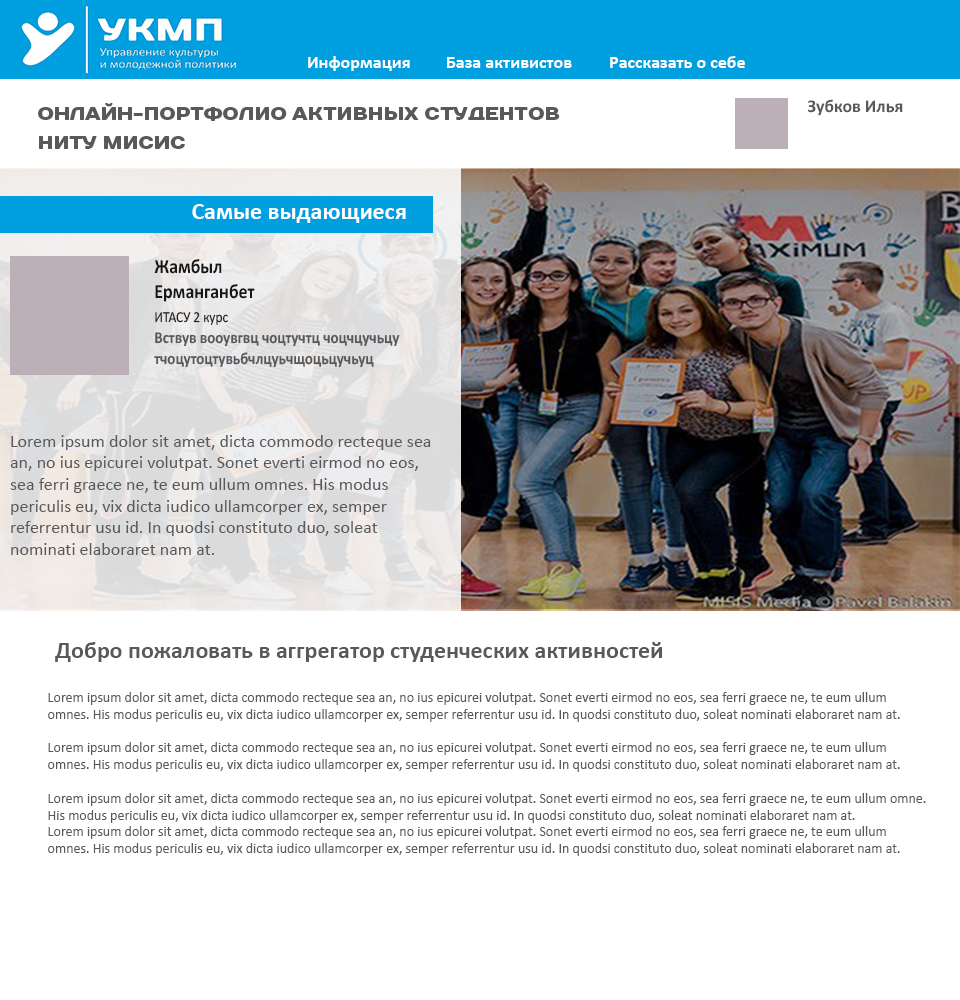 УКМП
Управление культуры
и молодежной политики
Информация
База активистов
Рассказать о себе
ОНЛАЙН-ПОРТФОЛИО АКТИВНЫХ СТУДЕНТОВ
НИТУ МИСИС
Зубков Илья
Самые выдающиеся
Жамбыл
Ерманганбет
ИТАСУ 2 курс
Вствув вооувгвц чоцтучтц чоцчцучьцу
тчоцутоцтувьбчлцуьчщоцьцучьуц
Lorem ipsum dolor sit amet, dicta commodo recteque sea
an, no ius epicurei volutpat. Sonet everti eirmod no eos,
sea ferri graece ne, te eum ullum omnes. His modus
periculis eu, vix dicta iudico ullamcorper ex, semper
referrentur usu id. In quodsi constituto duo, soleat
nominati elaboraret nam at.
MAXIMUM
MISIS Media © Pavel Balakin
Добро пожаловать в аггрегатор студенческих активностей
Lorem ipsum dolor sit amet, dicta commodo recteque sea an, no ius epicurei volutpat. Sonet everti eirmod no eos, sea ferri graece ne, te eum ullum
omnes. His modus periculis eu, vix dicta iudico ullamcorper ex, semper referrentur usu id. In quodsi constituto duo, soleat nominati elaboraret nam at.
Lorem ipsum dolor sit amet, dicta commodo recteque sea an, no ius epicurei volutpat. Sonet everti eirmod no eos, sea ferri graece ne, te eum ullum
omnes. His modus periculis eu, vix dicta iudico ullamcorper ex, semper referrentur usu id. In quodsi constituto duo, soleat nominati elaboraret nam at.
Lorem ipsum dolor sit amet, dicta commodo recteque sea an, no ius epicurei volutpat. Sonet everti eirmod no eos, sea ferri graece ne, te eum ullum omne.
His modus periculis eu, vix dicta iudico ullamcorper ex, semper referrentur usu id. In quodsi constituto duo, soleat nominati elaboraret nam at.
Lorem ipsum dolor sit amet, dicta commodo recteque sea an, no ius epicurei volutpat. Sonet everti eirmod no eos, sea ferri graece ne, te eum ullum
omnes. His modus periculis eu, vix dicta iudico ullamcorper ex, semper referrentur usu id. In quodsi constituto duo, soleat nominati elaboraret nam at.